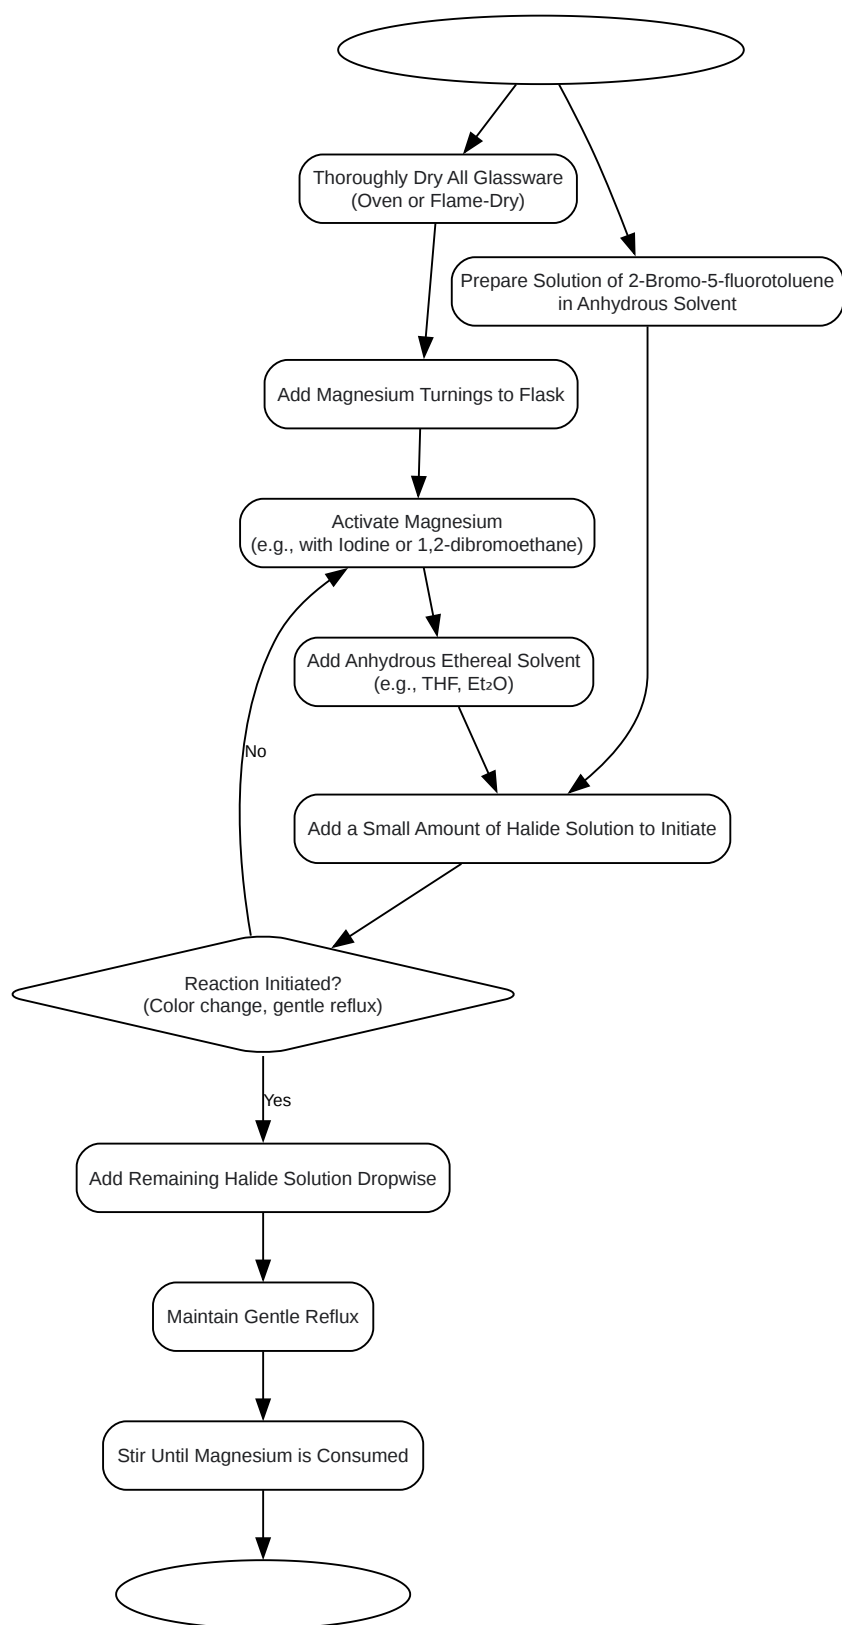 Thoroughly Dry All Glassware
(Oven or Flame-Dry)
Prepare Solution of 2-Bromo-5-fluorotoluene
in Anhydrous Solvent
Add Magnesium Turnings to Flask
Activate Magnesium
(e.g., with Iodine or 1,2-dibromoethane)
Add Anhydrous Ethereal Solvent
(e.g., THF, Et₂O)
No
Add a Small Amount of Halide Solution to Initiate
Reaction Initiated?
(Color change, gentle reflux)
Yes
Add Remaining Halide Solution Dropwise
Maintain Gentle Reflux
Stir Until Magnesium is Consumed